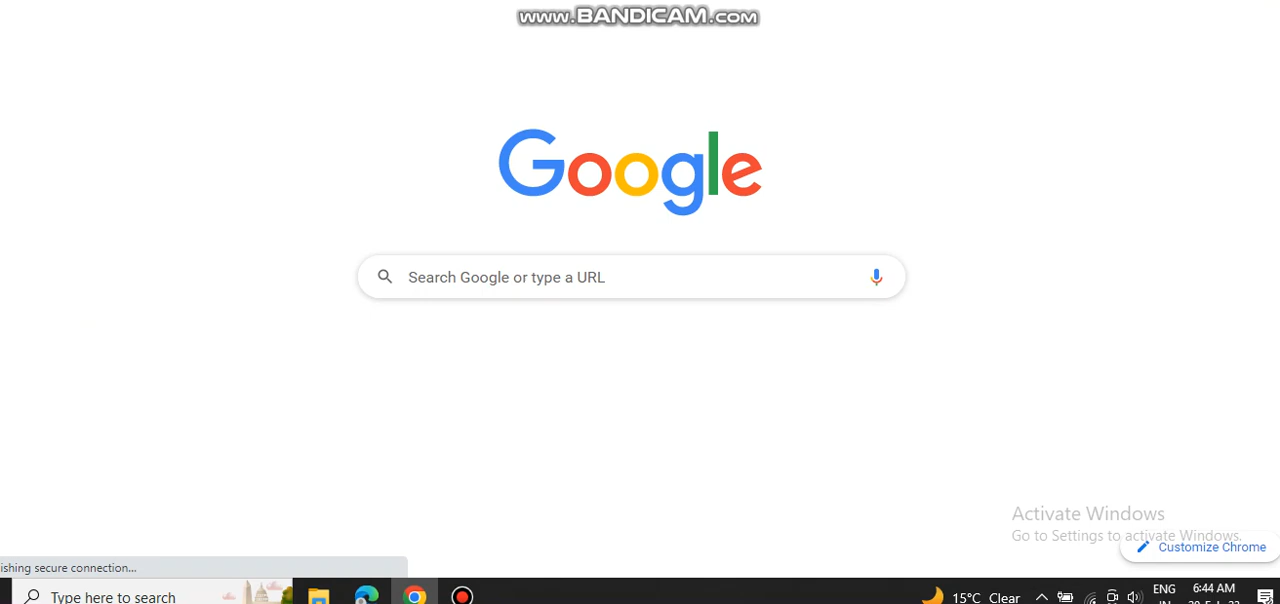 www.BANDICAM.com
Google
Search Google or type a URL
Activate Windows
Go to Settings to activate Windows.
Customize Chrome
ishing secure connection...
Type here to search
15°C Clear
ENG
6:44 AM
IN